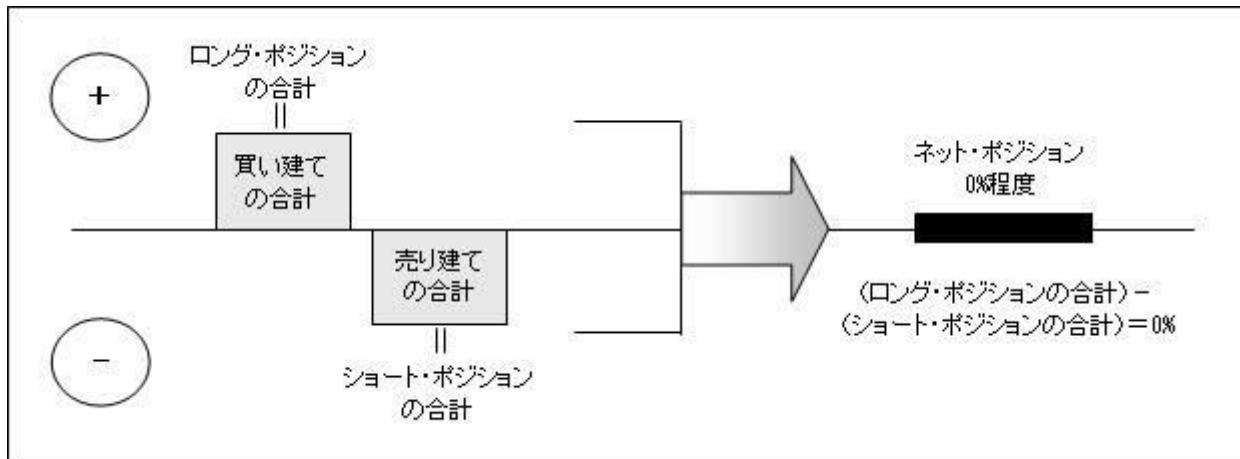 ＋
ロング・ポジション
の合計
||
買い建て
の合計
売り建て
の合計
||
ショート・ポジション
の合計
－
ネット・ポジション
0%程度
(ロング・ポジションの合計)－
(ショート・ポジションの合計)＝0%